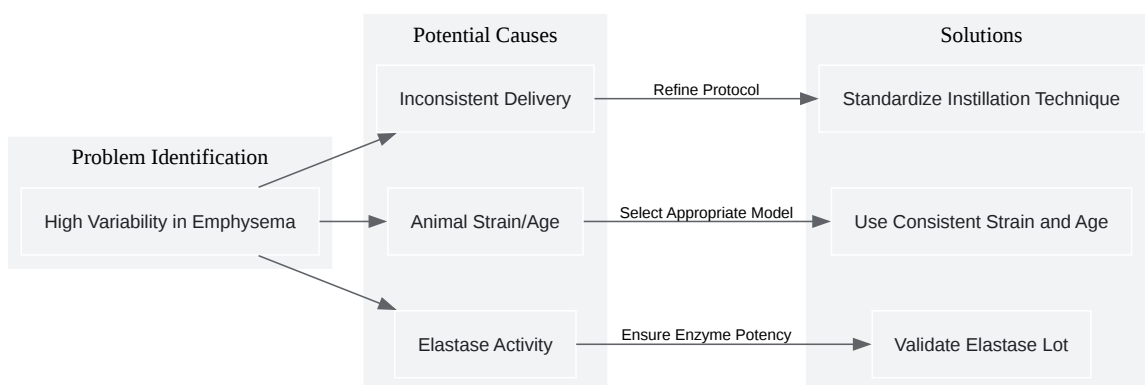 Potential Causes
Solutions
Inconsistent Delivery
Refine Protocol
Standardize Instillation Technique
Problem Identification
High Variability in Emphysema
Animal Strain/Age
Select Appropriate Model
Use Consistent Strain and Age
Elastase Activity
Ensure Enzyme Potency
Validate Elastase Lot